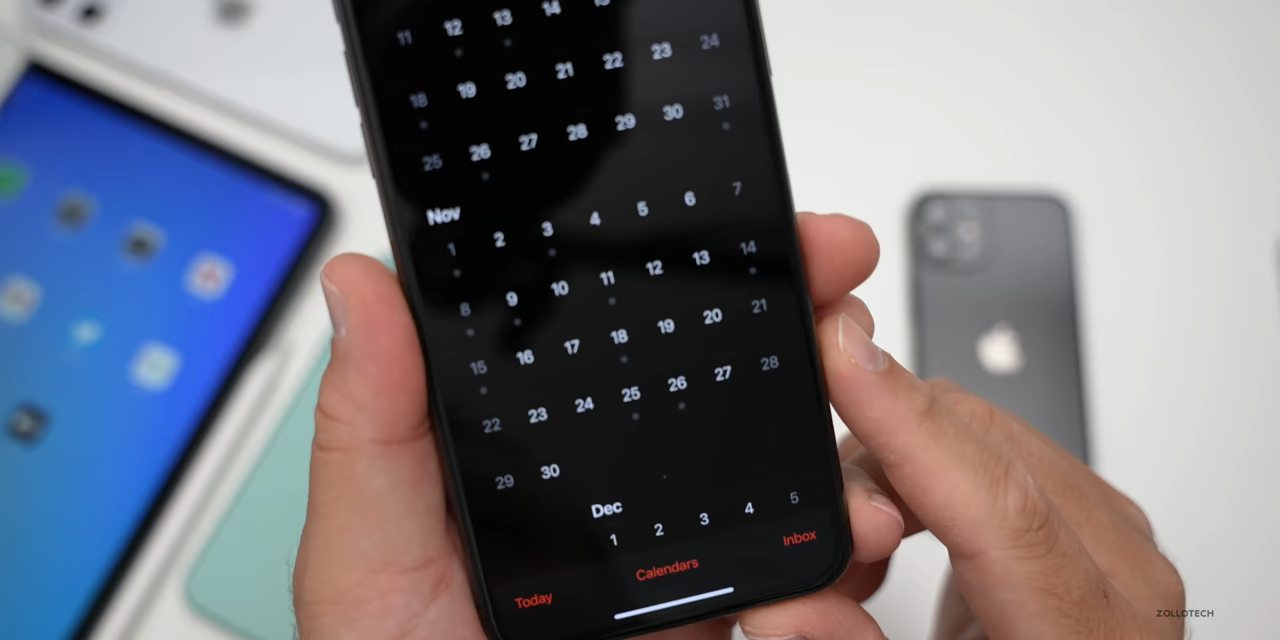 11 12 13 14
18 19 20 21 22 23 24
25 26 27 28 29 30 31
Nov
1 2 3 4 5 6 7
8 9 10 11 12 13 14
15 16 17 18 19 20 21
22 23 24 25 26 27 28
29 30
Dec
1 2 3 4 5
Today Calendars Inbox
ZOLLOTECH